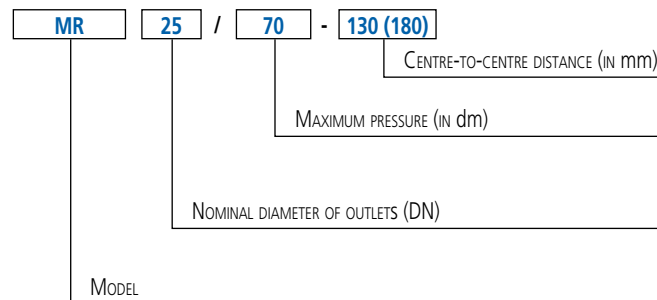 MR 25 / 70 - 130 (180)
Centre-to-centre distance (in mm)
Maximum pressure (in dm)
Nominal diameter of outlets (DN)
Model